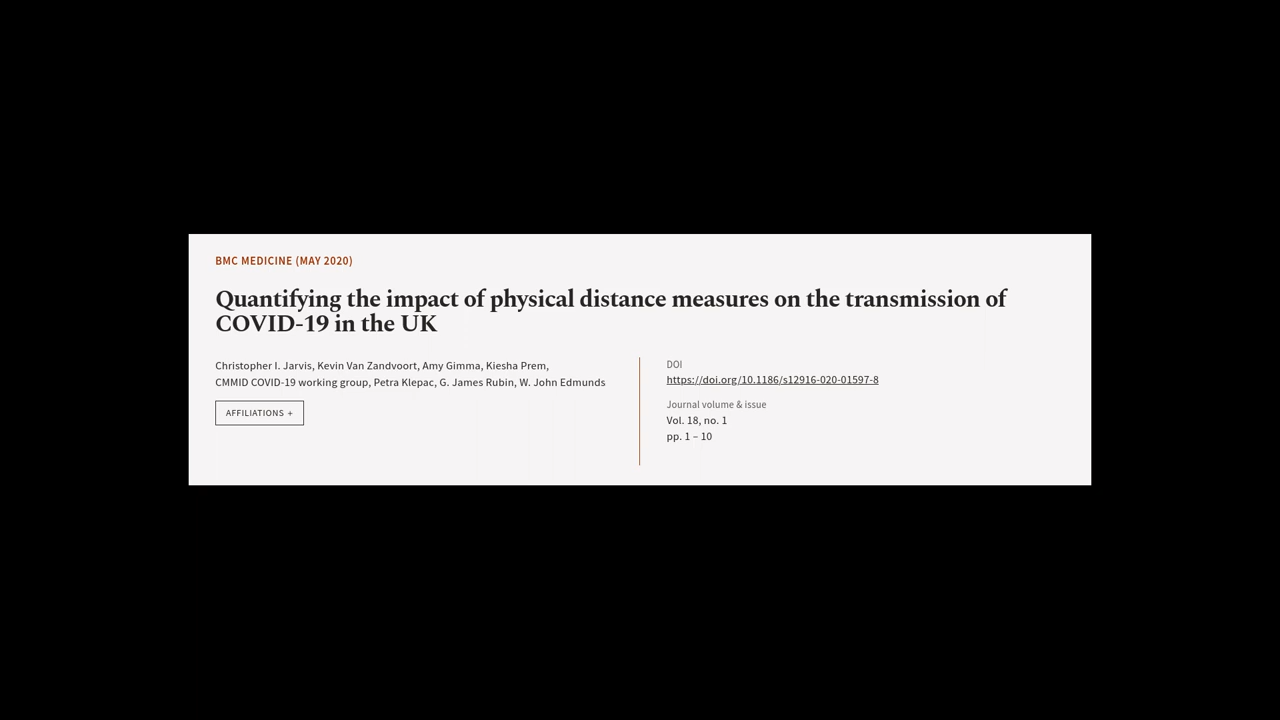 BMC MEDICINE (MAY 2020)
Quantifying the impact of physical distance measures on the transmission of
COVID-19 in the UK
Christopher I. Jarvis, Kevin Van Zandvoort, Amy Gimma, Kiesha Prem,
CMMID COVID-19 working group, Petra Klepac, G. James Rubin, W. John Edmunds
AFFILIATIONS +
DOI
https://doi.org/10.1186/s12916-020-01597-8
Journal volume & issue
Vol. 18, no. 1
pp. 1 – 10